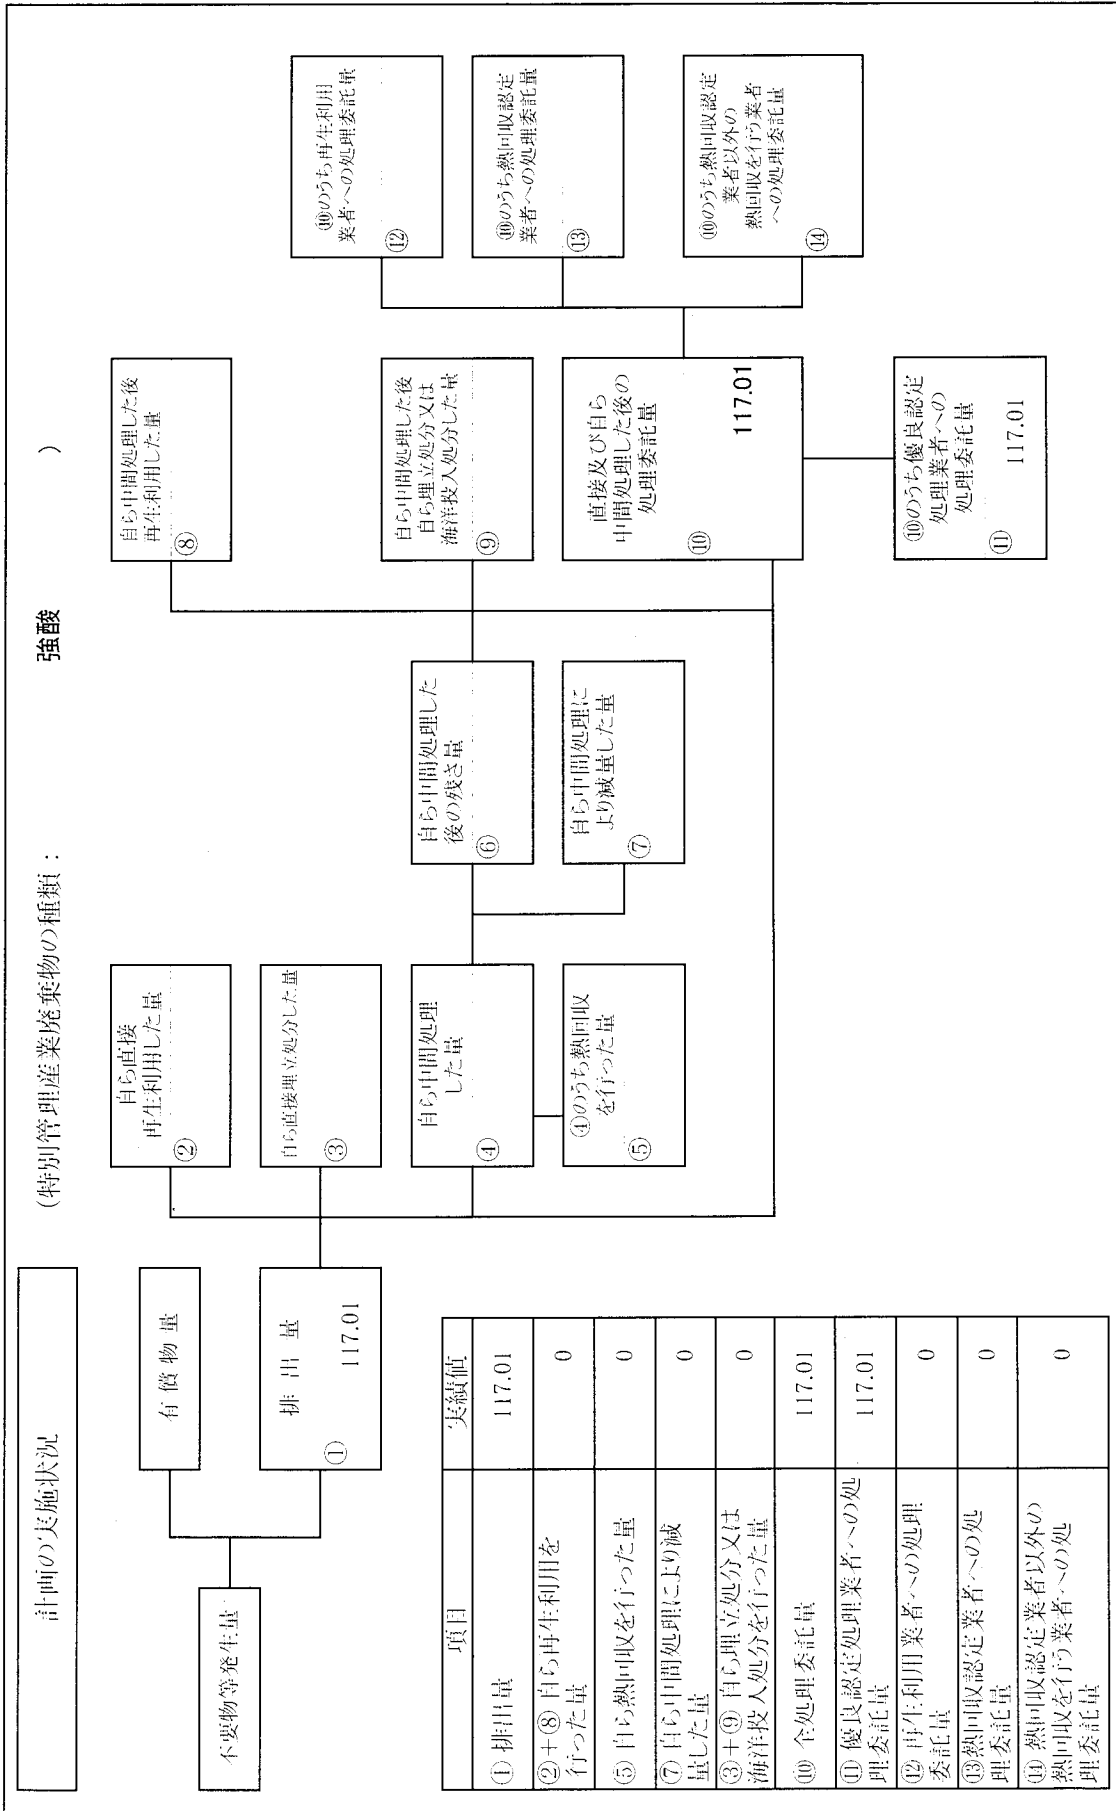 計画の実施状況
(特別管理産業廃棄物の種類：
強酸
)
不要物等発生量
有 償 物 量
排 出 量
①
117.01
自ら直接
再生利用した量
②
自ら直接埋立処分した量
③
自ら中間処理
した量
④
④のうち熱回収
を行った量
⑤
自ら中間処理した
後の残さ量
⑥
自ら中間処理に
より減量した量
⑦
自ら中間処理した後
再生利用した量
⑧
自ら中間処理した後
自ら埋立処分又は
海洋投入処分した量
⑨
直接及び自ら
中間処理した後の
処理委託量
⑩
117.01
⑩のうち優良認定
処理業者への
処理委託量
⑪
117.01
⑩のうち再生利用
業者への処理委託量
⑫
⑩のうち熱回収認定
業者への処理委託量
⑬
⑩のうち熱回収認定
業者以外の
熱回収を行う業者
への処理委託量
⑭
項目 実績値
①排出量 117.01
②＋⑧ 自ら再生利用を
行った量 0
⑤ 自ら熱回収を行った量 0
⑦ 自ら中間処理により減
量した量 0
③＋⑨ 自ら埋立処分又は
海洋投入処分を行った量 0
⑩ 全処理委託量 117.01
⑪ 優良認定処理業者への処
理委託量 117.01
⑫ 再生利用業者への処理
委託量 0
⑬熱回収認定業者への処
理委託量 0
⑭ 熱回収認定業者以外の
熱回収を行う業者への処
理委託量 0